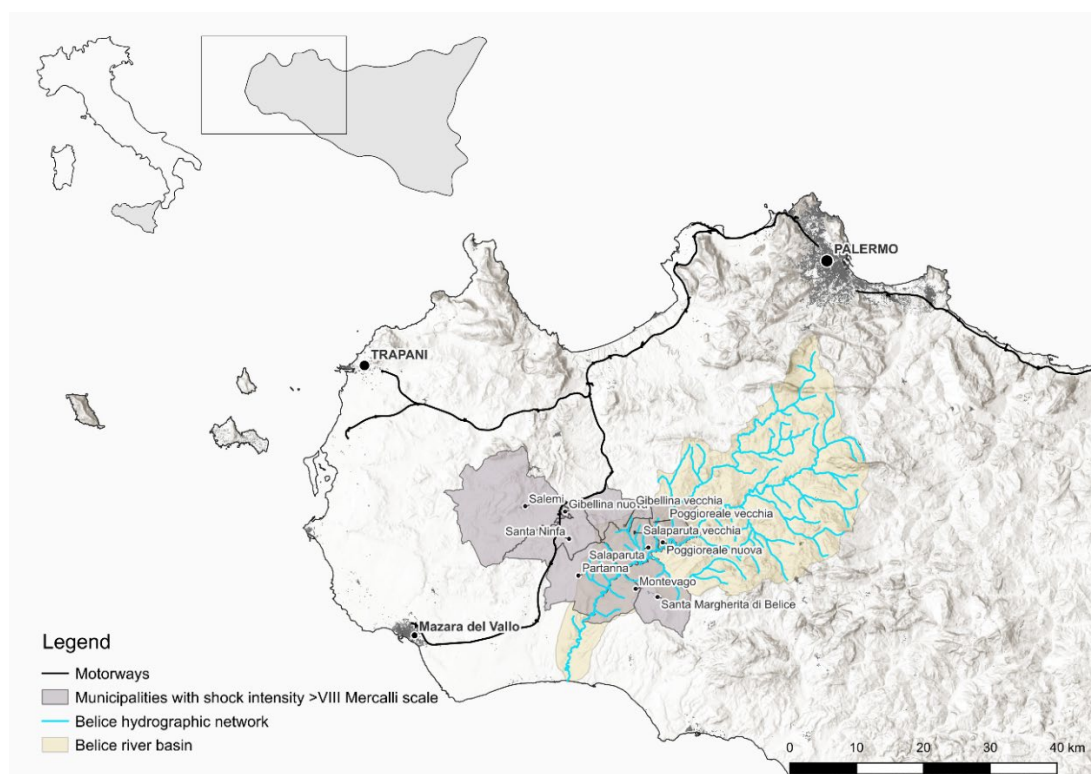 PALERMO
TRAPANI
Salemi
Gibellina nuova
Gibellina vecchia
Poggioreale vecchia
Santa Ninfa
Salaparuta vecchia
Salaparuta
Poggioreale nuova
Partanna
Montevago
Santa Margherita di Belice
Mazara del Vallo
Legend
Motorways
Municipalities with shock intensity >VIII Mercalli scale
Belice hydrographic network
Belice river basin
0 10 20 30 40 km